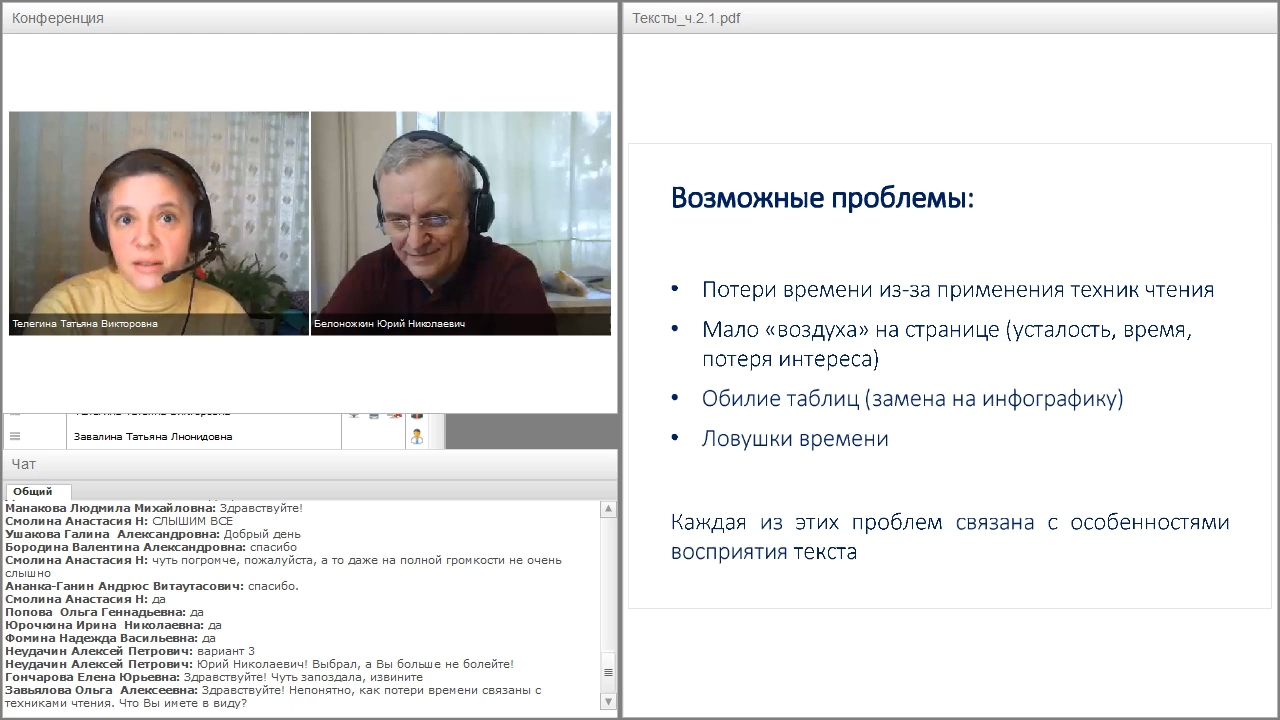 Конференция
Телегина Татьяна Викторовна
Белоножкин Юрий Николаевич
Завалина Татьяна Лнонидовна
Чат
Общий
Манакова Людмила Михайловна: Здравствуйте!
Смолина Анастасия Н: СЛЫШИМ ВСЕ
Ушакова Галина Александровна: Добрый день
Бородина Валентина Александровна: спасибо
Смолина Анастасия Н: чуть погромче, пожалуйста, а то даже на полной громкости не очень
слышно
Ананка-Ганин Андрюс Витаутасович: спасибо.
Смолина Анастасия Н: да
Попова Ольга Геннадьевна: да
Юрочкина Ирина Николаевна: да
Фомина Надежда Васильевна: да
Неудачин Алексей Петрович: вариант 3
Неудачин Алексей Петрович: Юрий Николаевич! Выбрал, а Вы больше не болейте!
Гончарова Елена Юрьевна: Здравствуйте! Чуть запоздала, извините
Завьялова Ольга Алексеевна: Здравствуйте! Непонятно, как потери времени связаны с
техниками чтения. Что Вы имете в виду?
Тексты_ч.2.1.pdf
Возможные проблемы:
• Потери времени из-за применения техник чтения
• Мало «воздуха» на странице (усталость, время,
потеря интереса)
• Обилие таблиц (замена на инфографику)
• Ловушки времени
Каждая из этих проблем связана с особенностями
восприятия текста